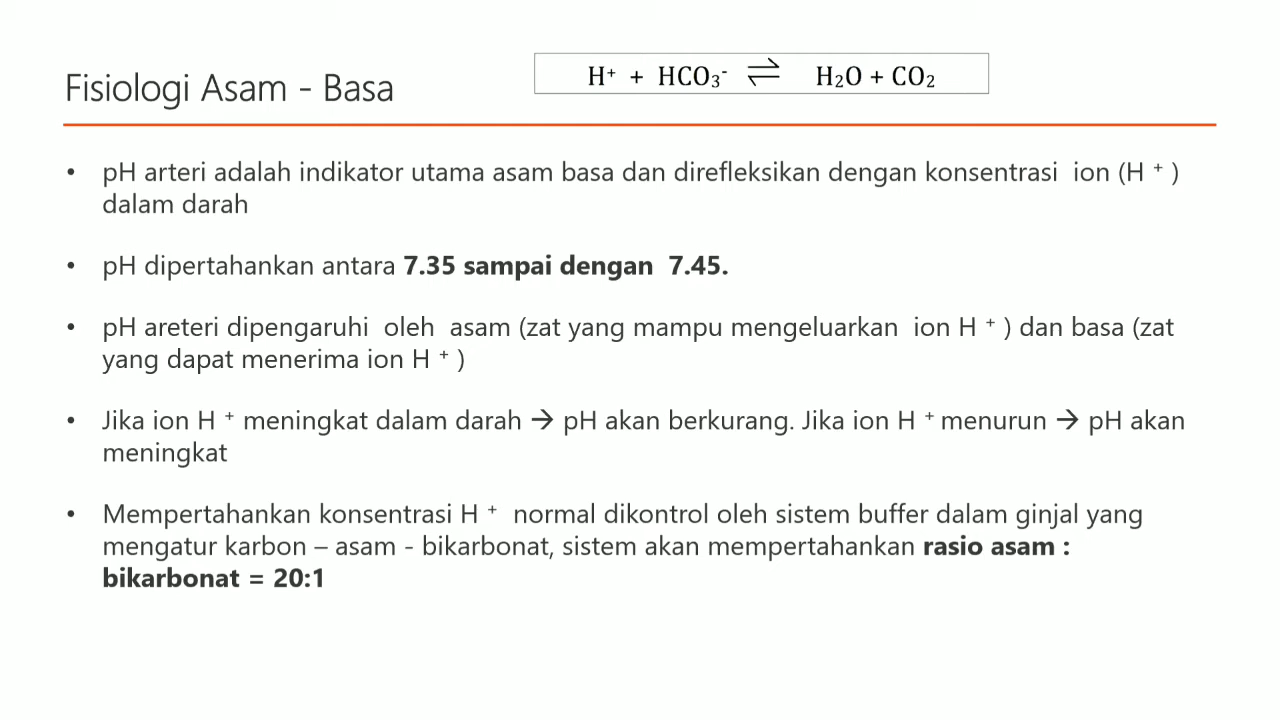 Fisiologi Asam - Basa
H⁺ + HCO₃⁻ ⇌ H₂O + CO₂
• pH arteri adalah indikator utama asam basa dan direfleksikan dengan konsentrasi ion (H ⁺ )
dalam darah
• pH dipertahankan antara 7.35 sampai dengan 7.45.
• pH areteri dipengaruhi oleh asam (zat yang mampu mengeluarkan ion H ⁺ ) dan basa (zat
yang dapat menerima ion H ⁺ )
• Jika ion H ⁺ meningkat dalam darah → pH akan berkurang. Jika ion H ⁺ menurun → pH akan
meningkat
• Mempertahankan konsentrasi H ⁺ normal dikontrol oleh sistem buffer dalam ginjal yang
mengatur karbon – asam - bikarbonat, sistem akan mempertahankan rasio asam :
bikarbonat = 20:1